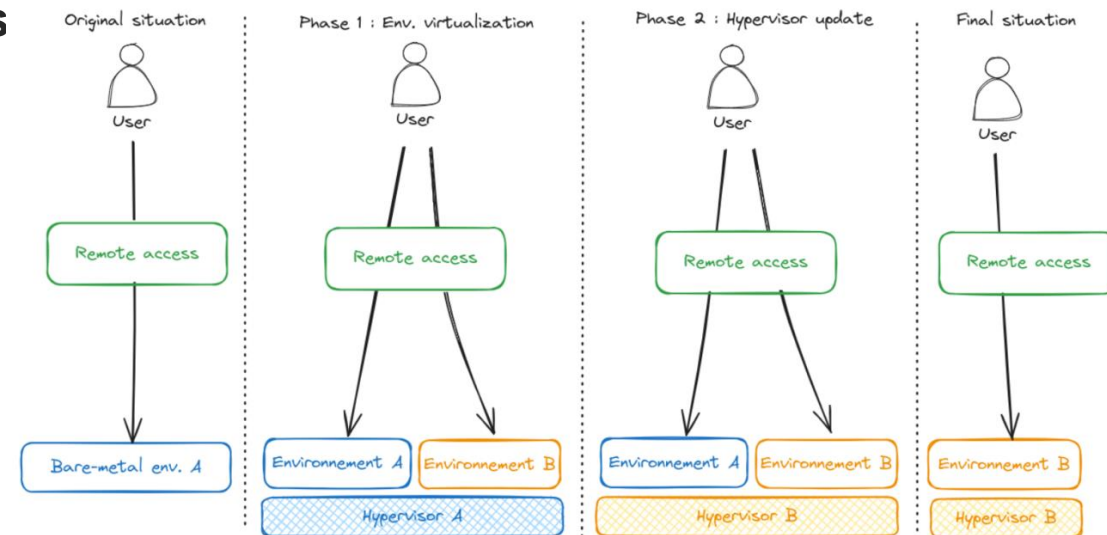 s
Original situation
User
Remote access
Bare-metal env. A
Phase 1 : Env. virtualization
User
Remote access
Environnement A
Environnement B
Hypervisor A
Phase 2 : Hypervisor update
User
Remote access
Environnement A
Environnement B
Hypervisor B
Final situation
User
Remote access
Environnement B
Hypervisor B